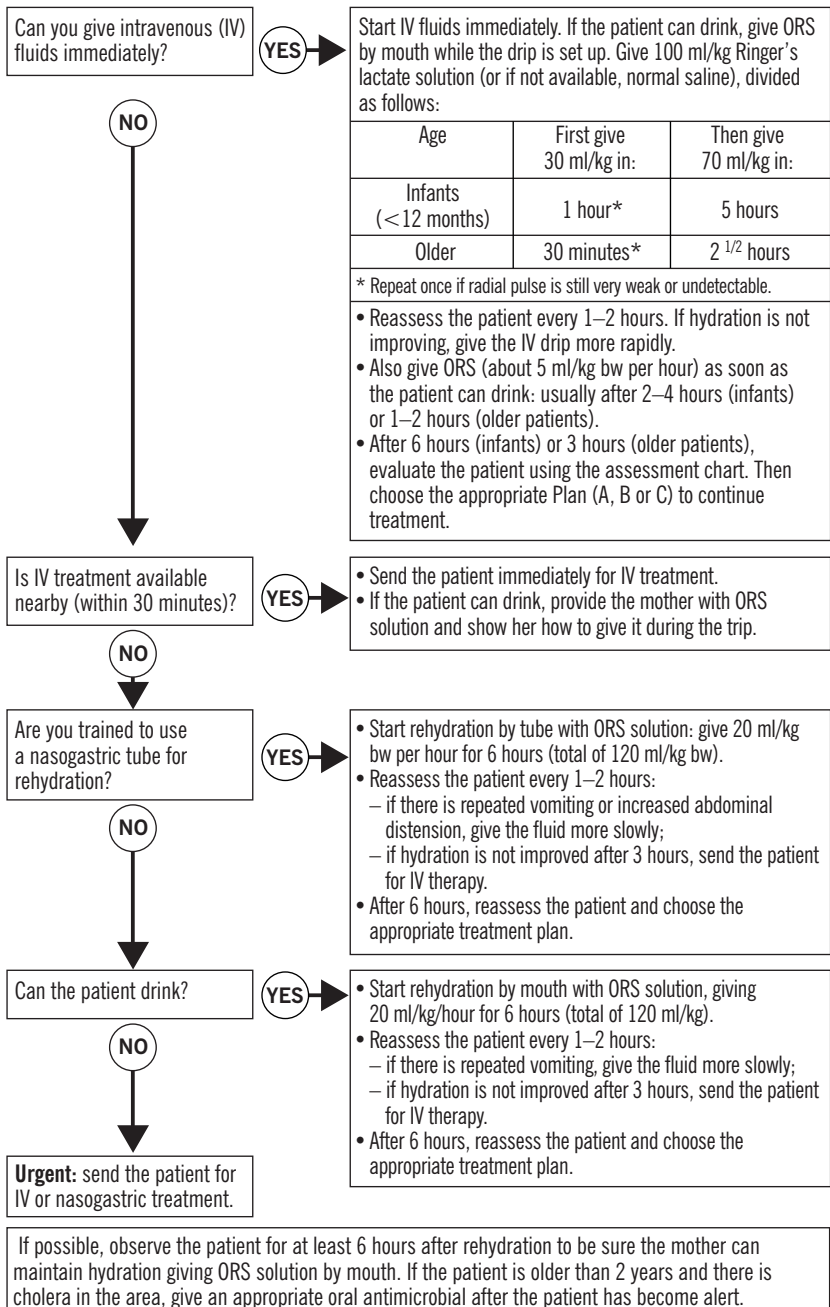 Can you give intravenous (IV)
fluids immediately?
YES
Start IV fluids immediately. If the patient can drink, give ORS
by mouth while the drip is set up. Give 100 ml/kg Ringer's
lactate solution (or if not available, normal saline), divided
as follows:
Age First give Then give
30 ml/kg in: 70 ml/kg in:
Infants
(<12 months) 1 hour* 5 hours
Older 30 minutes* 2 1/2 hours
* Repeat once if radial pulse is still very weak or undetectable.
• Reassess the patient every 1–2 hours. If hydration is not
improving, give the IV drip more rapidly.
• Also give ORS (about 5 ml/kg bw per hour) as soon as
the patient can drink: usually after 2–4 hours (infants)
or 1–2 hours (older patients).
• After 6 hours (infants) or 3 hours (older patients),
evaluate the patient using the assessment chart. Then
choose the appropriate Plan (A, B or C) to continue
treatment.
NO
Is IV treatment available
nearby (within 30 minutes)?
YES
• Send the patient immediately for IV treatment.
• If the patient can drink, provide the mother with ORS
solution and show her how to give it during the trip.
NO
Are you trained to use
a nasogastric tube for
rehydration?
YES
• Start rehydration by tube with ORS solution: give 20 ml/kg
bw per hour for 6 hours (total of 120 ml/kg bw).
• Reassess the patient every 1–2 hours:
– if there is repeated vomiting or increased abdominal
distension, give the fluid more slowly;
– if hydration is not improved after 3 hours, send the patient
for IV therapy.
• After 6 hours, reassess the patient and choose the
appropriate treatment plan.
NO
Can the patient drink?
YES
• Start rehydration by mouth with ORS solution, giving
20 ml/kg/hour for 6 hours (total of 120 ml/kg).
• Reassess the patient every 1–2 hours:
– if there is repeated vomiting, give the fluid more slowly;
– if hydration is not improved after 3 hours, send the patient
for IV therapy.
• After 6 hours, reassess the patient and choose the
appropriate treatment plan.
NO
Urgent: send the patient for
IV or nasogastric treatment.
If possible, observe the patient for at least 6 hours after rehydration to be sure the mother can
maintain hydration giving ORS solution by mouth. If the patient is older than 2 years and there is
cholera in the area, give an appropriate oral antimicrobial after the patient has become alert.